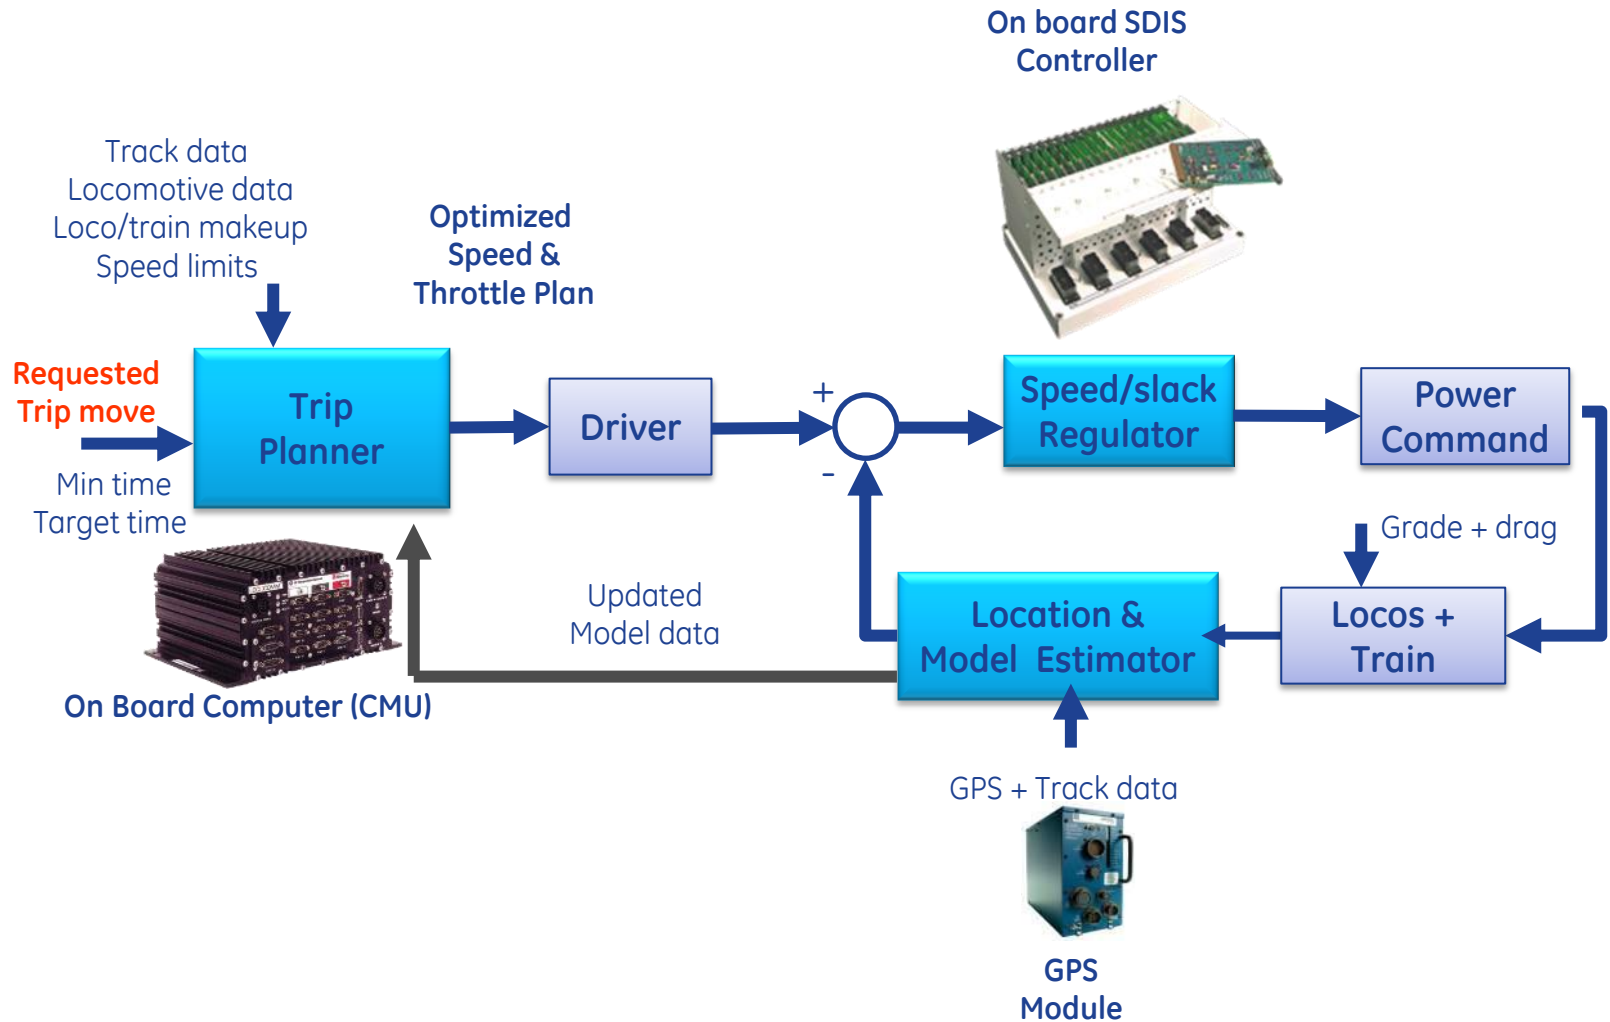 On board SDIS
Controller
Track data
Locomotive data
Loco/train makeup
Speed limits
Optimized
Speed &
Throttle Plan
Requested
Trip move
Min time
Target time
Trip
Planner
Driver
+
-
Speed/slack
Regulator
Power
Command
Grade + drag
Updated
Model data
Location &
Model Estimator
Locos +
Train
On Board Computer (CMU)
GPS + Track data
GPS
Module